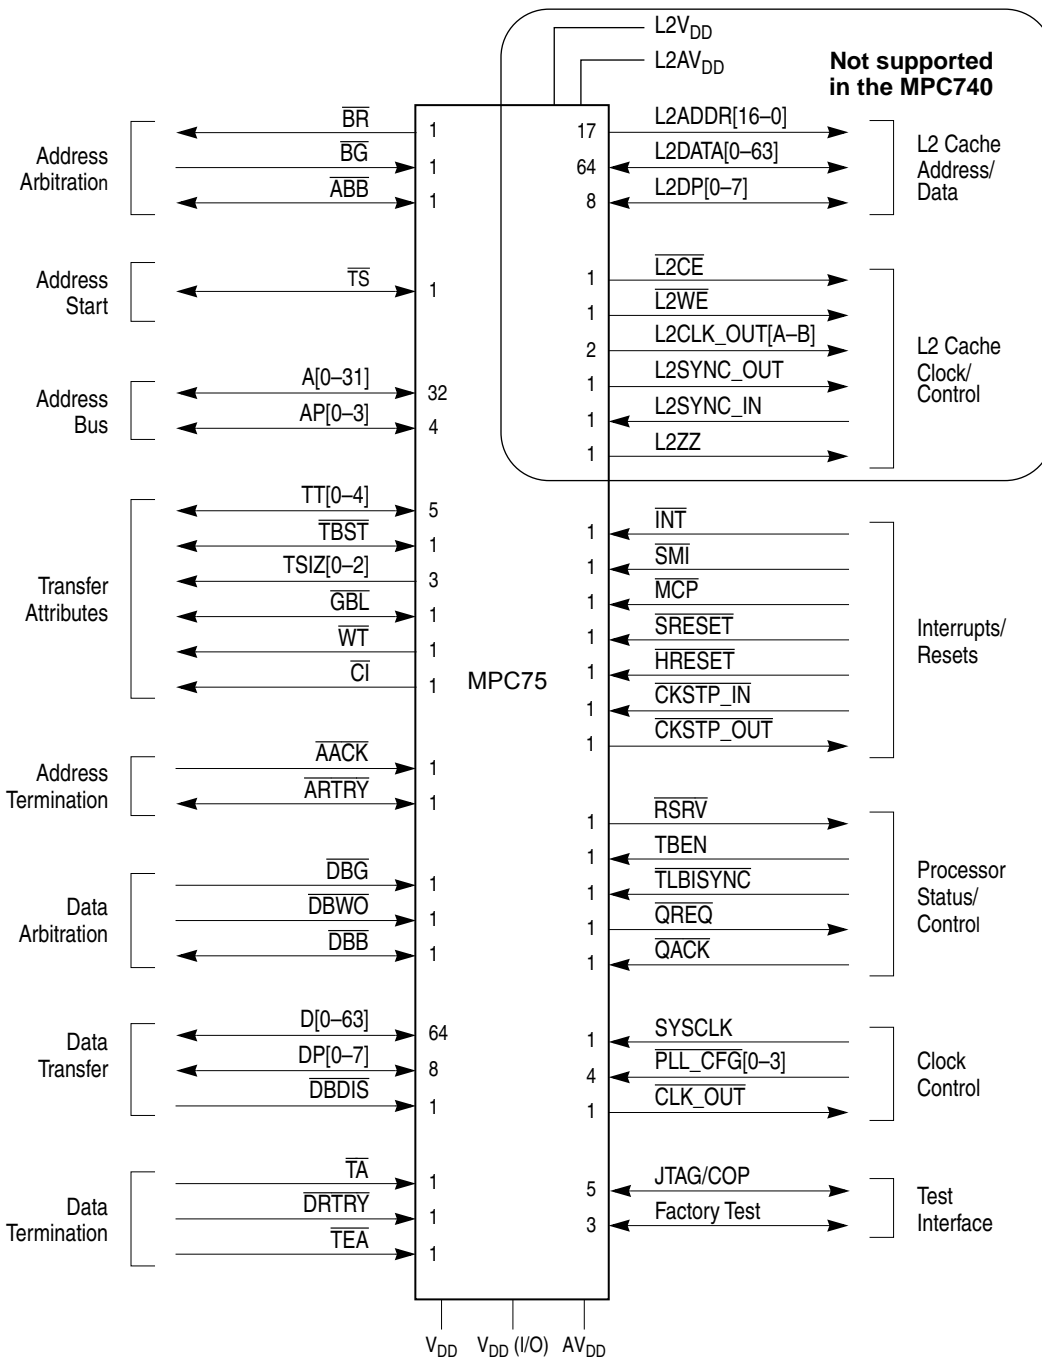 L2VDD
L2AVDD
Not supported
in the MPC740
Address
Arbitration
BR 1
BG 1
ABB 1
Address
Start
TS 1
Address
Bus
A[0–31] 32
AP[0–3] 4
Transfer
Attributes
TT[0–4] 5
TBST 1
TSIZ[0–2] 3
GBL 1
WT 1
CI 1
Address
Termination
AACK 1
ARTRY 1
Data
Arbitration
DBG 1
DBWO 1
DBB 1
Data
Transfer
D[0–63] 64
DP[0–7] 8
DBDIS 1
Data
Termination
TA 1
DRTRY 1
TEA 1
MPC75
17 L2ADDR[16–0]
64 L2DATA[0–63]
8 L2DP[0–7]
L2 Cache
Address/
Data
1 L2CE
1 L2WE
2 L2CLK_OUT[A–B]
1 L2SYNC_OUT
1 L2SYNC_IN
1 L2ZZ
L2 Cache
Clock/
Control
1 INT
1 SMI
1 MCP
1 SRESET
1 HRESET
1 CKSTP_IN
1 CKSTP_OUT
Interrupts/
Resets
1 RSRV
1 TBEN
1 TLBISYNC
1 QREQ
1 QACK
Processor
Status/
Control
1 SYSCLK
4 PLL_CFG[0–3]
1 CLK_OUT
Clock
Control
5 JTAG/COP
3 Factory Test
Test
Interface
VDD VDD (I/O) AVDD